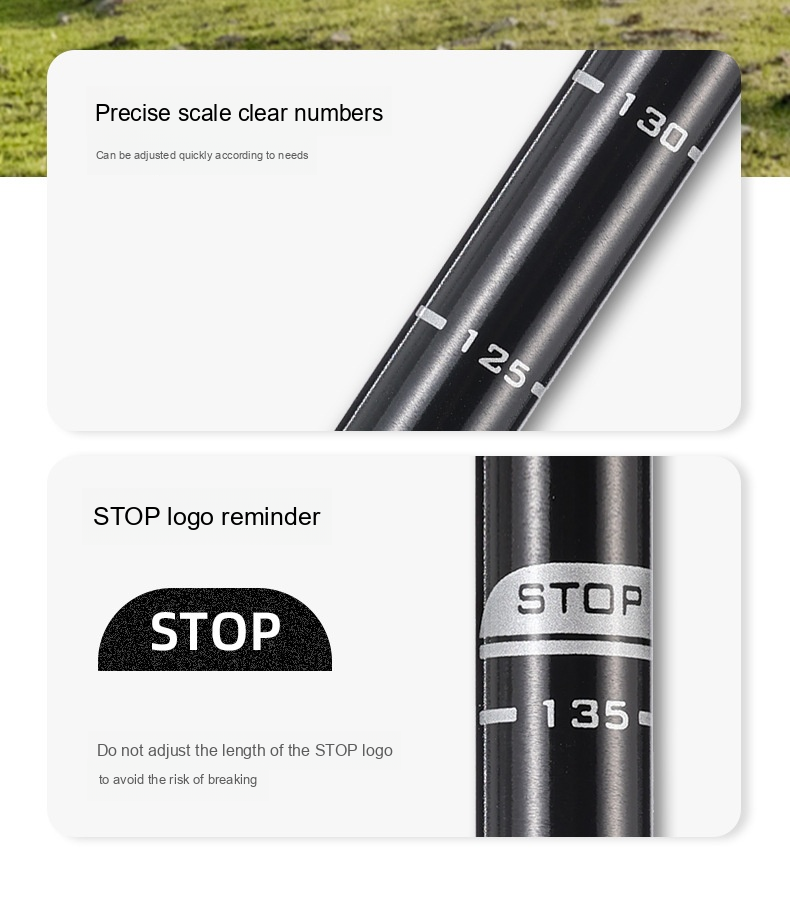 Precise scale clear numbers
Can be adjusted quickly according to needs
130
125
STOP logo reminder
STOP
Do not adjust the length of the STOP logo
to avoid the risk of breaking
STOP
135